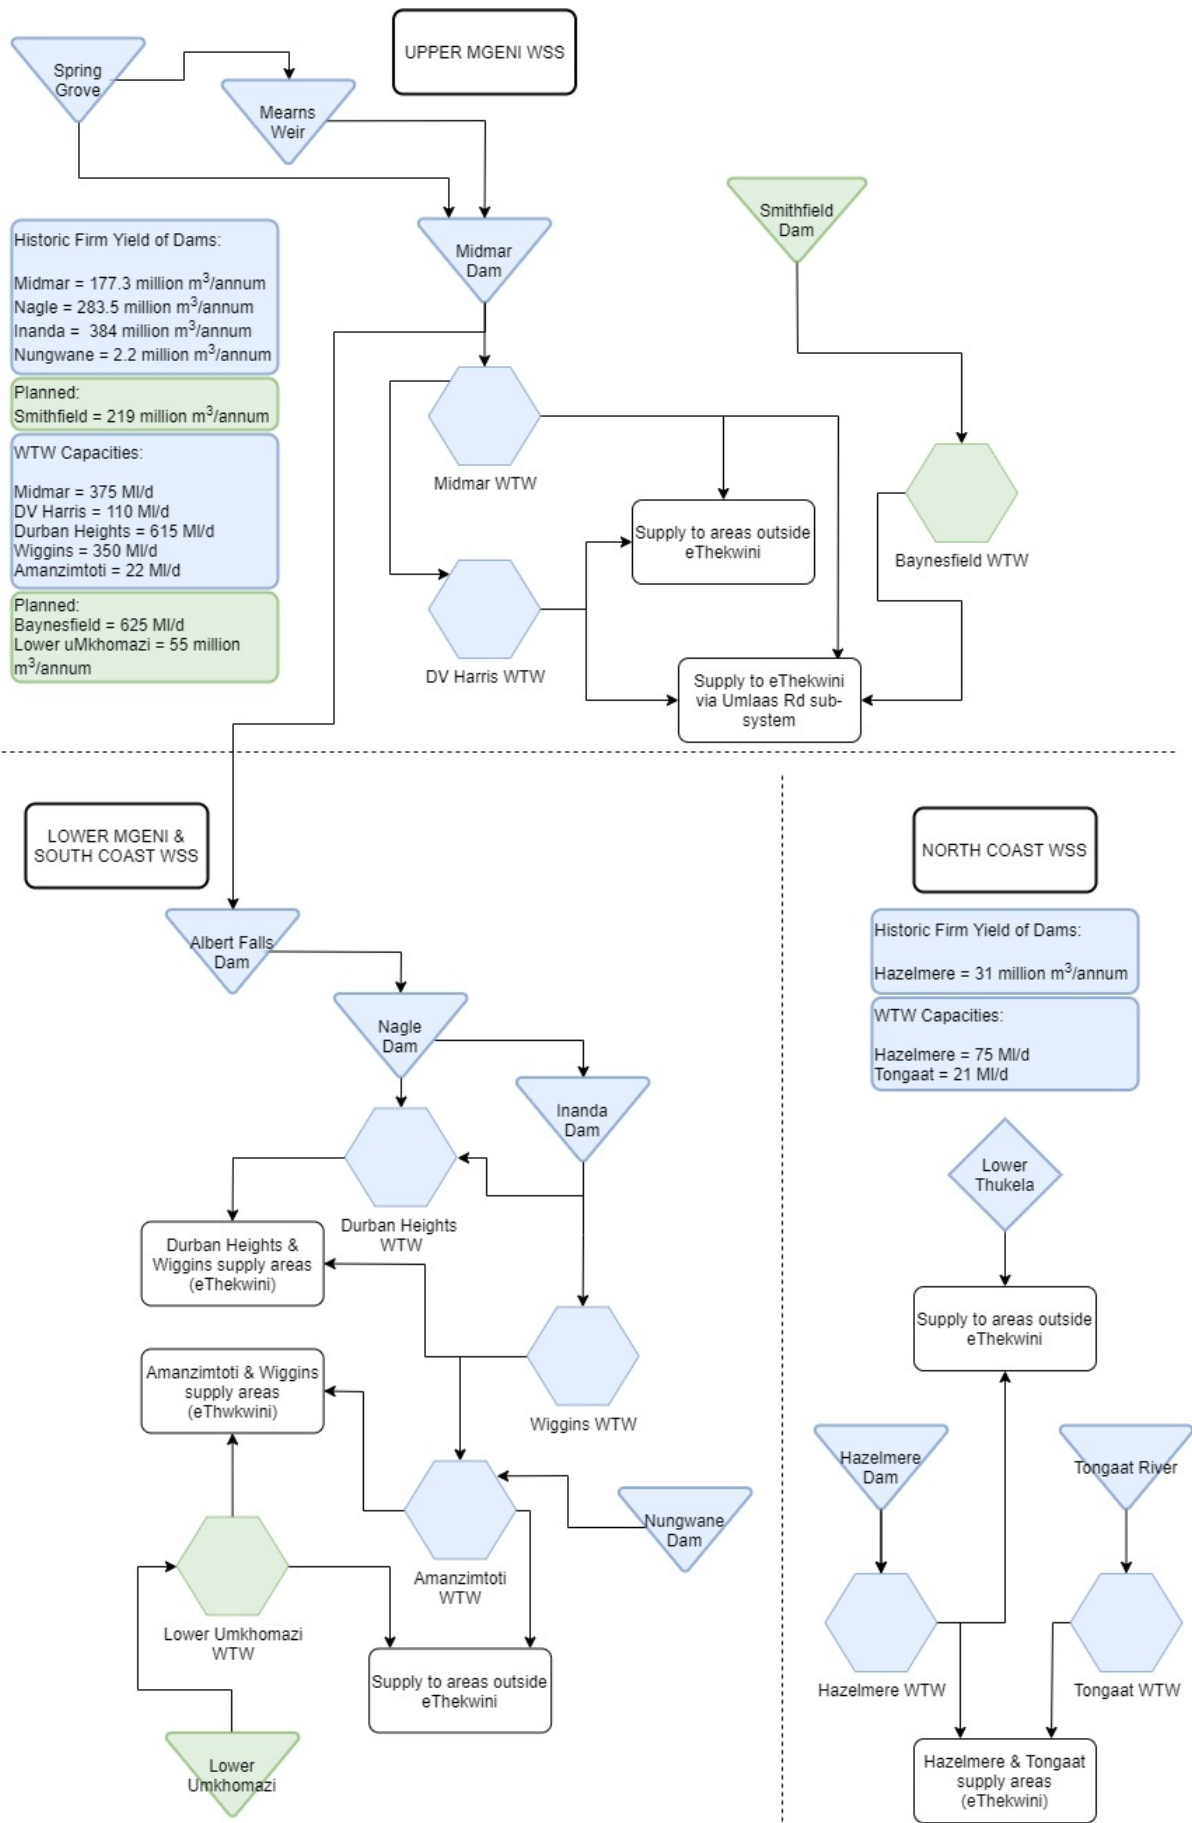 UPPER MGENI WSS
Spring
Grove
Mearns
Weir
Smithfield
Dam
Midmar
Dam
Historic Firm Yield of Dams:
Midmar = 177.3 million m³/annum
Nagle = 283.5 million m³/annum
Inanda =  384 million m³/annum
Nungwane = 2.2 million m³/annum
Planned:
Smithfield = 219 million m³/annum
WTW Capacities:
Midmar = 375 Ml/d
DV Harris = 110 Ml/d
Durban Heights = 615 Ml/d
Wiggins = 350 Ml/d
Amanzimtoti = 22 Ml/d
Planned:
Baynesfield = 625 Ml/d
Lower uMkhomazi = 55 million
m³/annum
Midmar WTW
Supply to areas outside
eThekwini
Baynesfield WTW
DV Harris WTW
Supply to eThekwini
via Umlaas Rd sub-
system
LOWER MGENI &
SOUTH COAST WSS
Albert Falls
Dam
Nagle
Dam
Inanda
Dam
Durban Heights
WTW
Durban Heights &
Wiggins supply areas
(eThekwini)
Wiggins WTW
Amanzimtoti & Wiggins
supply areas
(eThwkwini)
Amanzimtoti
WTW
Nungwane
Dam
Lower Umkhomazi
WTW
Supply to areas outside
eThekwini
Lower
Umkhomazi
NORTH COAST WSS
Historic Firm Yield of Dams:
Hazelmere = 31 million m³/annum
WTW Capacities:
Hazelmere = 75 Ml/d
Tongaat = 21 Ml/d
Lower
Thukela
Supply to areas outside
eThekwini
Hazelmere
Dam
Tongaat River
Hazelmere WTW
Tongaat WTW
Hazelmere & Tongaat
supply areas
(eThekwini)